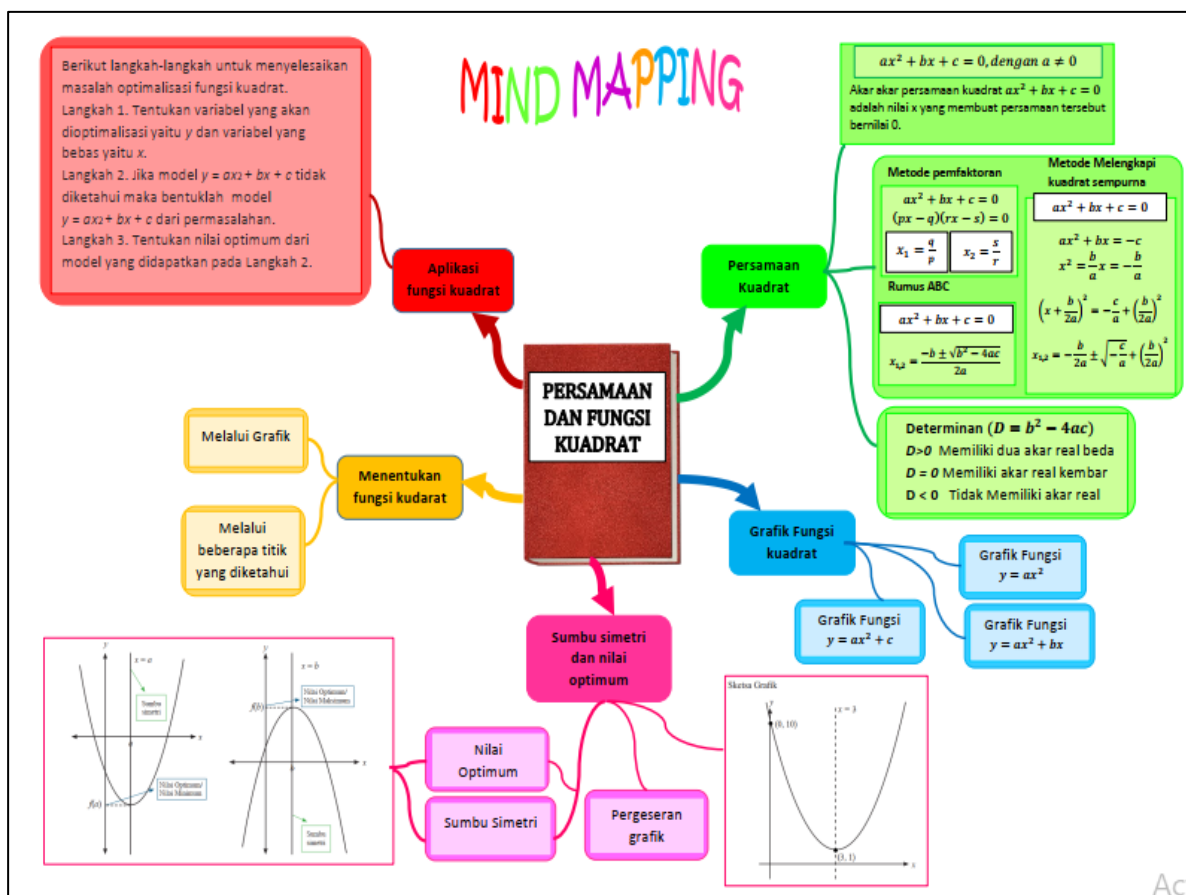 MIND MAPPING
Berikut langkah-langkah untuk menyelesaikan
masalah optimalisasi fungsi kuadrat.
Langkah 1. Tentukan variabel yang akan
dioptimalisasi yaitu y dan variabel yang
bebas yaitu x.
Langkah 2. Jika model y = ax₂ + bx + c tidak
diketahui maka bentuklah model
y = ax₂ + bx + c dari permasalahan.
Langkah 3. Tentukan nilai optimum dari
model yang didapatkan pada Langkah 2.
Aplikasi
fungsi kuadrat
ax² + bx + c = 0, dengan a ≠ 0
Akar akar persamaan kuadrat ax² + bx + c = 0
adalah nilai x yang membuat persamaan tersebut
bernilai 0.
Persamaan
Kuadrat
Metode pemfaktoran
ax² + bx + c = 0
(px − q)(rx − s) = 0
x₁ = q/p
x₂ = s/r
Rumus ABC
ax² + bx + c = 0
x₁,₂ = (−b ± √(b² − 4ac))/2a
Metode Melengkapi
kuadrat sempurna
ax² + bx + c = 0
ax² + bx = −c
x² = b/a x = − b/a
(x + b/2a)² = − c/a + (b/2a)²
x₁,₂ = − b/2a ± √(− c/a) + (b/2a)²
Determinan (D = b² − 4ac)
D>0 Memiliki dua akar real beda
D = 0 Memiliki akar real kembar
D < 0 Tidak Memiliki akar real
PERSAMAAN
DAN FUNGSI
KUADRAT
Melalui Grafik
Melalui
beberapa titik
yang diketahui
Menentukan
fungsi kudarat
Grafik Fungsi
kuadrat
Grafik Fungsi
y = ax²
Grafik Fungsi
y = ax² + c
Grafik Fungsi
y = ax² + bx
Sumbu simetri
dan nilai
optimum
Nilai
Optimum
Sumbu Simetri
Pergeseran
grafik
y
x = a
Sumbu
simetri
x
a
Nilai Optimum/
Nilai Minimum
f(a)
y
x = b
Nilai Optimum/
Nilai Maksimum
f(b)
x
b
Sumbu
simetri
Sketsa Grafik
y
x = 3
(0, 10)
(3, 1)
x
Ac